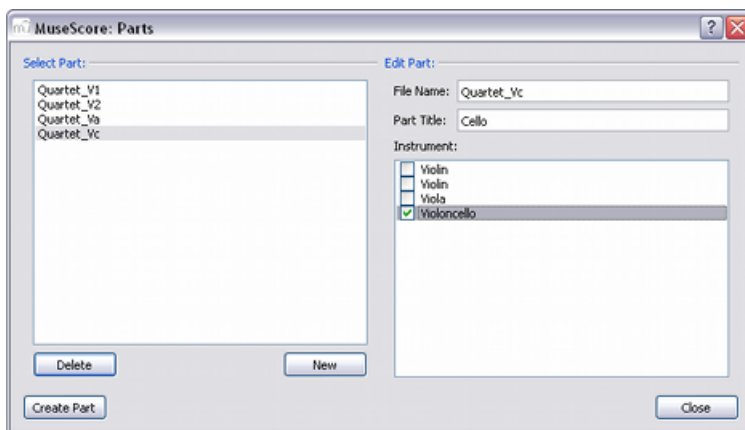 MuseScore: Parts
Select Part:
Quartet_V1
Quartet_V2
Quartet_Va
Quartet_Vc
Delete
New
Create Part
Edit Part:
File Name: Quartet_Vc
Part Title: Cello
Instrument:
Violin
Violin
Viola
Violoncello
Close